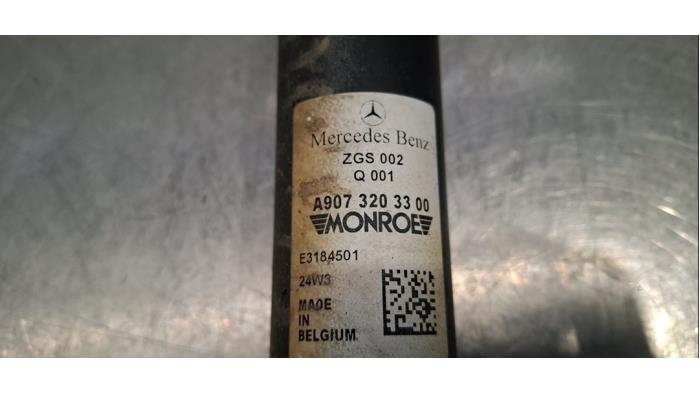 Mercedes Benz
ZGS 002
Q 001
A907 320 33 00
MONROE
E3184501
24W3
MADE
IN
BELGIUM